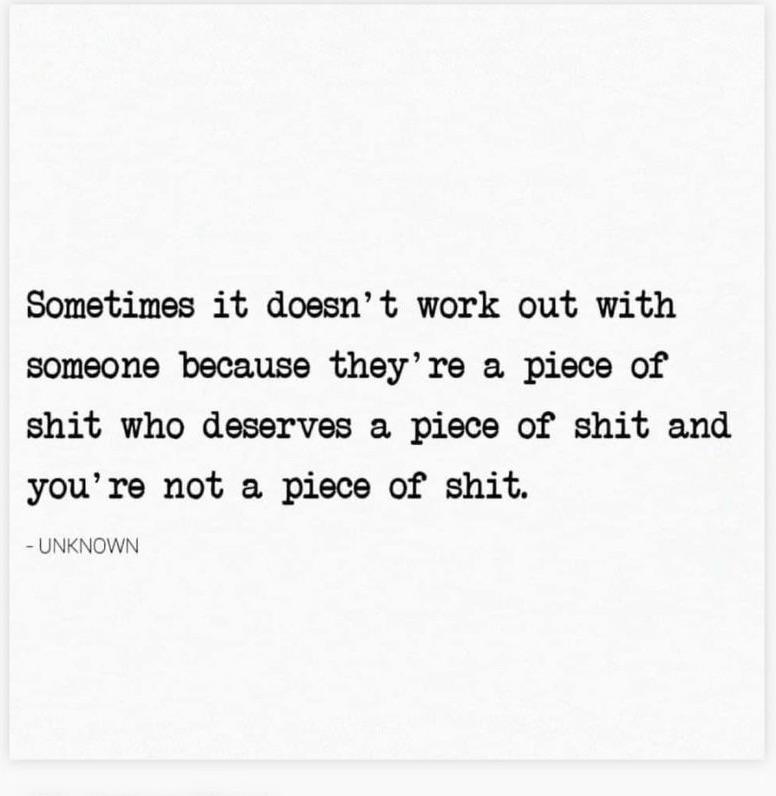 Sometimes it doesn't work out with
someone because they're a piece of
shit who deserves a piece of shit and
you're not a piece of shit.
- UNKNOWN